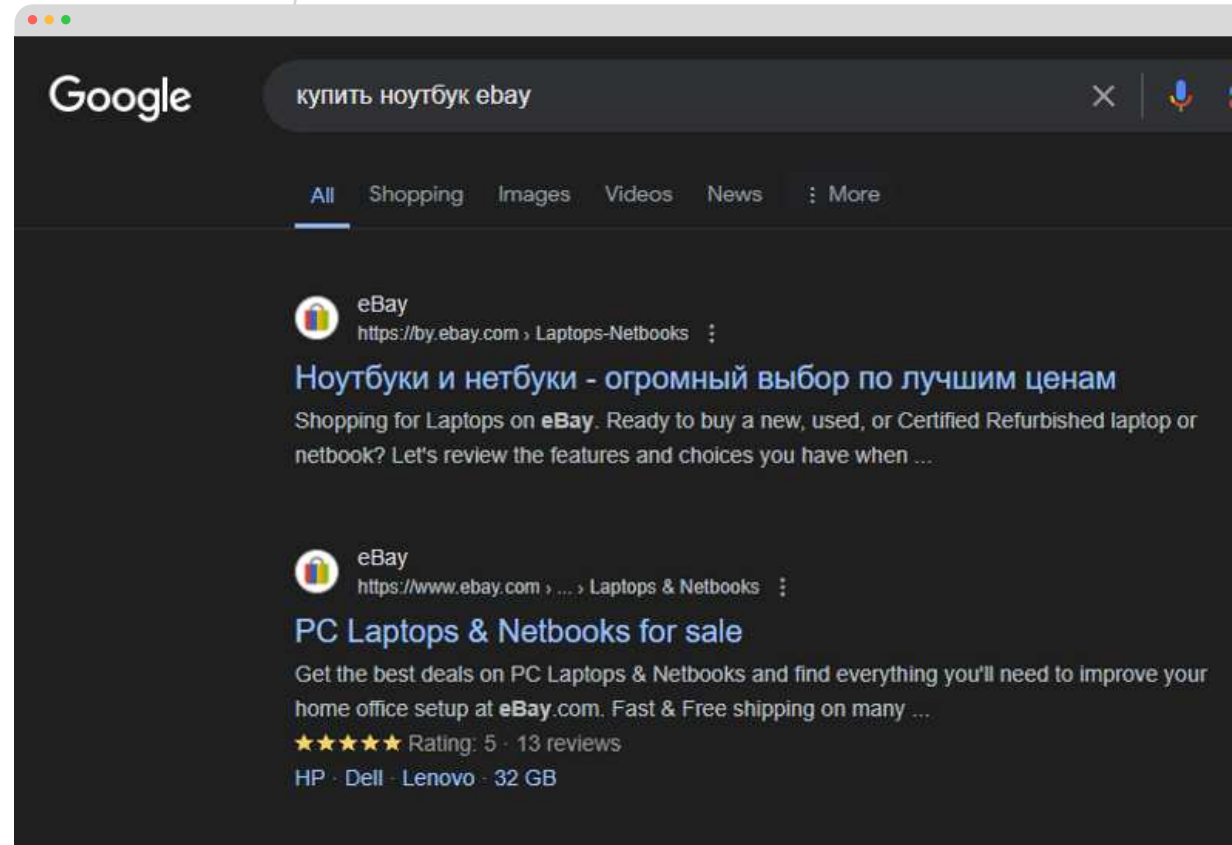 Google
купить ноутбук ebay
All Shopping Images Videos News ⋮ More
eBay
https://by.ebay.com › Laptops-Netbooks ⋮
Ноутбуки и нетбуки - огромный выбор по лучшим ценам
Shopping for Laptops on eBay. Ready to buy a new, used, or Certified Refurbished laptop or
netbook? Let's review the features and choices you have when ...
eBay
https://www.ebay.com › ... › Laptops & Netbooks ⋮
PC Laptops & Netbooks for sale
Get the best deals on PC Laptops & Netbooks and find everything you'll need to improve your
home office setup at eBay.com. Fast & Free shipping on many ...
★★★★★ Rating: 5 · 13 reviews
HP · Dell · Lenovo · 32 GB